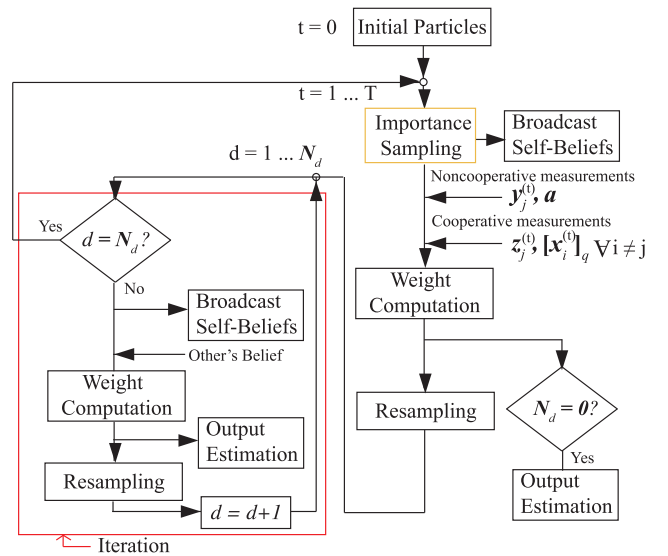 t = 0
Initial Particles
t = 1 ... T
Importance
Sampling
Broadcast
Self-Beliefs
d = 1 ... N_d
Noncooperative measurements
y_j^(t), a
Cooperative measurements
z_j^(t), [x_i^(t)]_q ∀i ≠ j
Yes
d = N_d?
No
Broadcast
Self-Beliefs
Other's Belief
Weight
Computation
Weight
Computation
Output
Estimation
Resampling
d = d+1
Resampling
N_d = 0?
Yes
Output
Estimation
Iteration